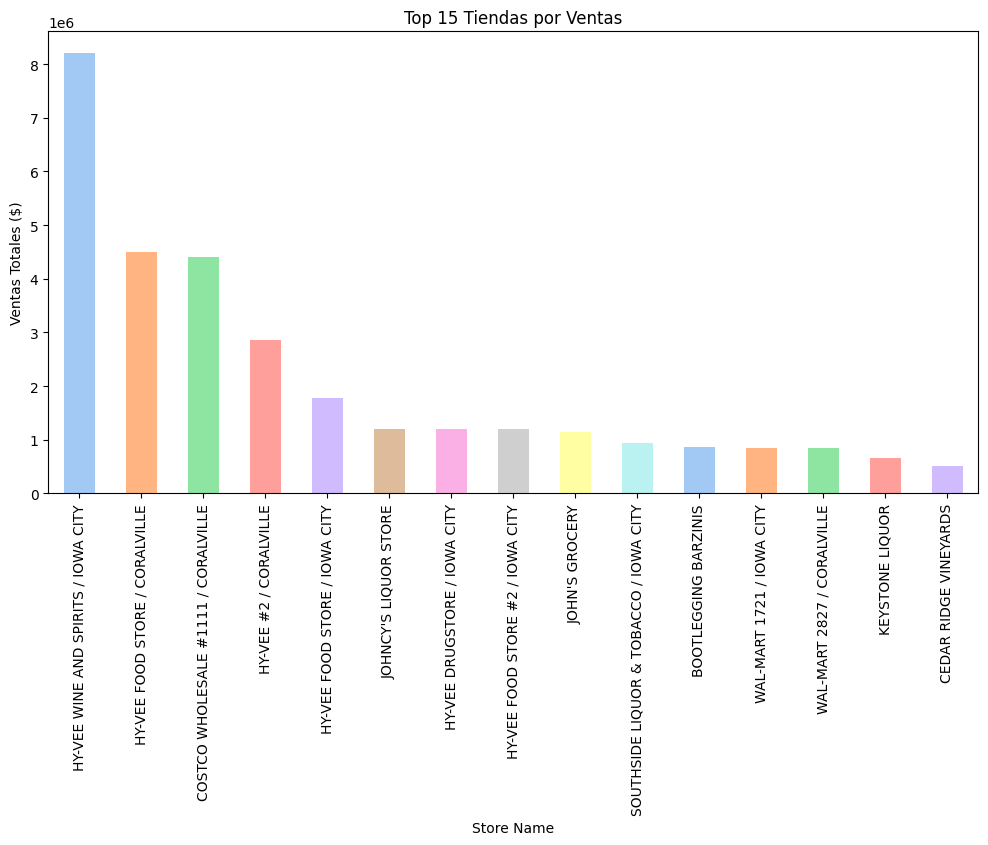 Top 15 Tiendas por Ventas
1e6
Ventas Totales ($)
8
7
6
5
4
3
2
1
0
HY-VEE WINE AND SPIRITS / IOWA CITY
HY-VEE FOOD STORE / CORALVILLE
COSTCO WHOLESALE #1111 / CORALVILLE
HY-VEE #2 / CORALVILLE
HY-VEE FOOD STORE / IOWA CITY
JOHNCY'S LIQUOR STORE
HY-VEE DRUGSTORE / IOWA CITY
HY-VEE FOOD STORE #2 / IOWA CITY
JOHN'S GROCERY
SOUTHSIDE LIQUOR & TOBACCO / IOWA CITY
BOOTLEGGING BARZINIS
WAL-MART 1721 / IOWA CITY
WAL-MART 2827 / CORALVILLE
KEYSTONE LIQUOR
CEDAR RIDGE VINEYARDS
Store Name